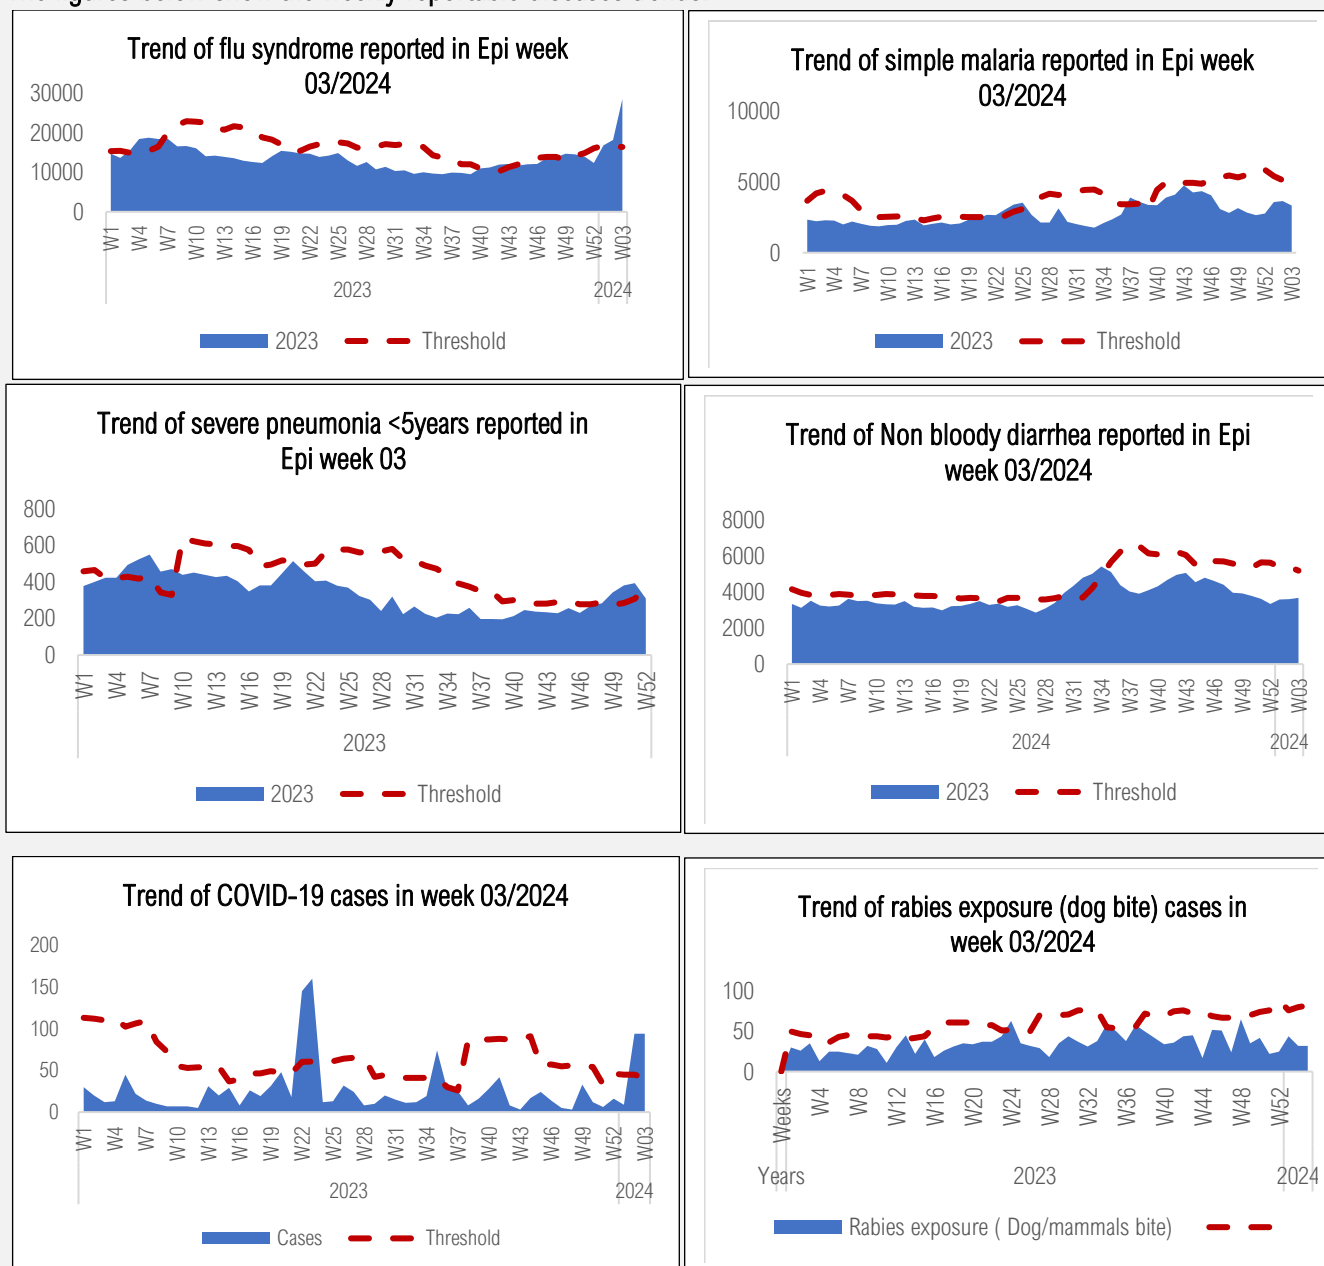 Trend of flu syndrome reported in Epi week
03/2024
30000
20000
10000
0
W1
W4
W7
W10
W13
W16
W19
W22
W25
W28
W31
W34
W37
W40
W43
W46
W49
W52
W03
2023
2024
2023
Threshold
Trend of simple malaria reported in Epi week
03/2024
10000
5000
0
W1
W4
W7
W10
W13
W16
W19
W22
W25
W28
W31
W34
W37
W40
W43
W46
W49
W52
W03
2023
Threshold
Trend of severe pneumonia <5years reported in
Epi week 03
800
600
400
200
0
W1
W4
W7
W10
W13
W16
W19
W22
W25
W28
W31
W34
W37
W40
W43
W46
W49
W52
2023
2023
Threshold
Trend of Non bloody diarrhea reported in Epi
week 03/2024
8000
6000
4000
2000
0
W1
W4
W7
W10
W13
W16
W19
W22
W25
W28
W31
W34
W37
W40
W43
W46
W49
W52
W03
2024
2024
2023
Threshold
Trend of COVID-19 cases in week 03/2024
200
150
100
50
0
W1
W4
W7
W10
W13
W16
W19
W22
W25
W28
W31
W34
W37
W40
W43
W46
W49
W52
W03
2023
2024
Cases
Threshold
Trend of rabies exposure (dog bite) cases in
week 03/2024
100
50
0
Weeks
W4
W8
W12
W16
W20
W24
W28
W32
W36
W40
W44
W48
W52
Years
2023
2024
Rabies exposure ( Dog/mammals bite)